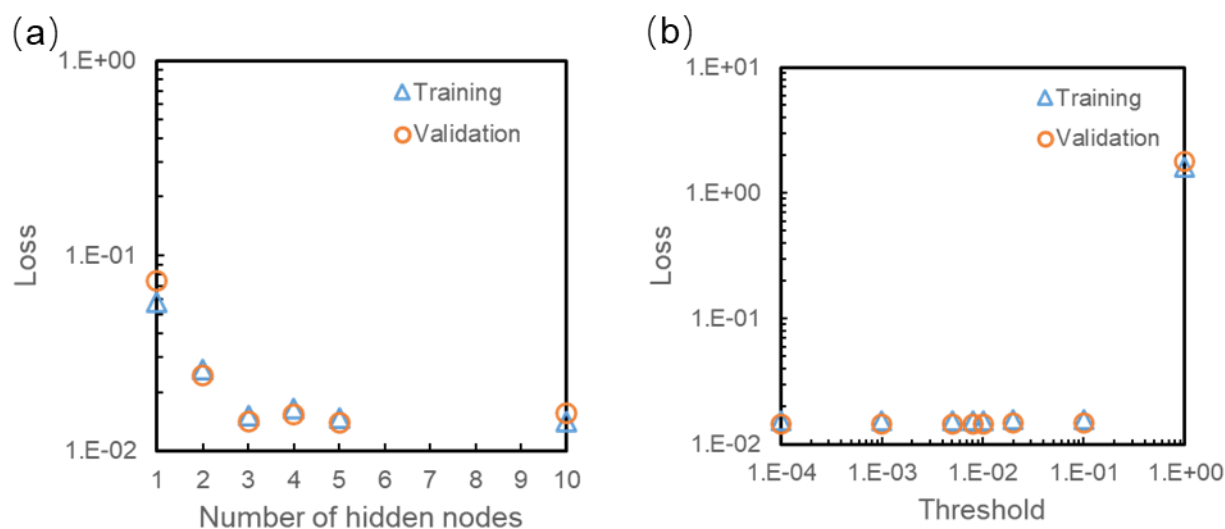 (a)
1.E+00
Training
Validation
Loss
1.E-01
1.E-02
1 2 3 4 5 6 7 8 9 10
Number of hidden nodes
(b)
1.E+01
Training
Validation
1.E+00
Loss
1.E-01
1.E-02
1.E-04 1.E-03 1.E-02 1.E-01 1.E+00
Threshold